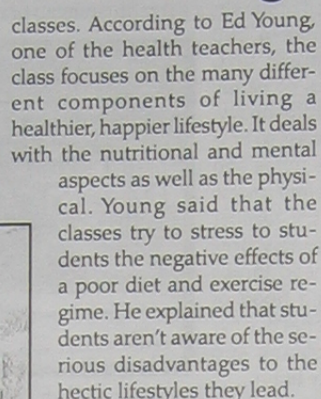 classes. According to Ed Young,
one of the health teachers, the
class focuses on the many differ-
ent components of living a
healthier, happier lifestyle. It deals
with the nutritional and mental
aspects as well as the physi-
cal. Young said that the
classes try to stress to stu-
dents the negative effects of
a poor diet and exercise re-
gime. He explained that stu-
dents aren't aware of the se-
rious disadvantages to the
hectic lifestyles they lead.